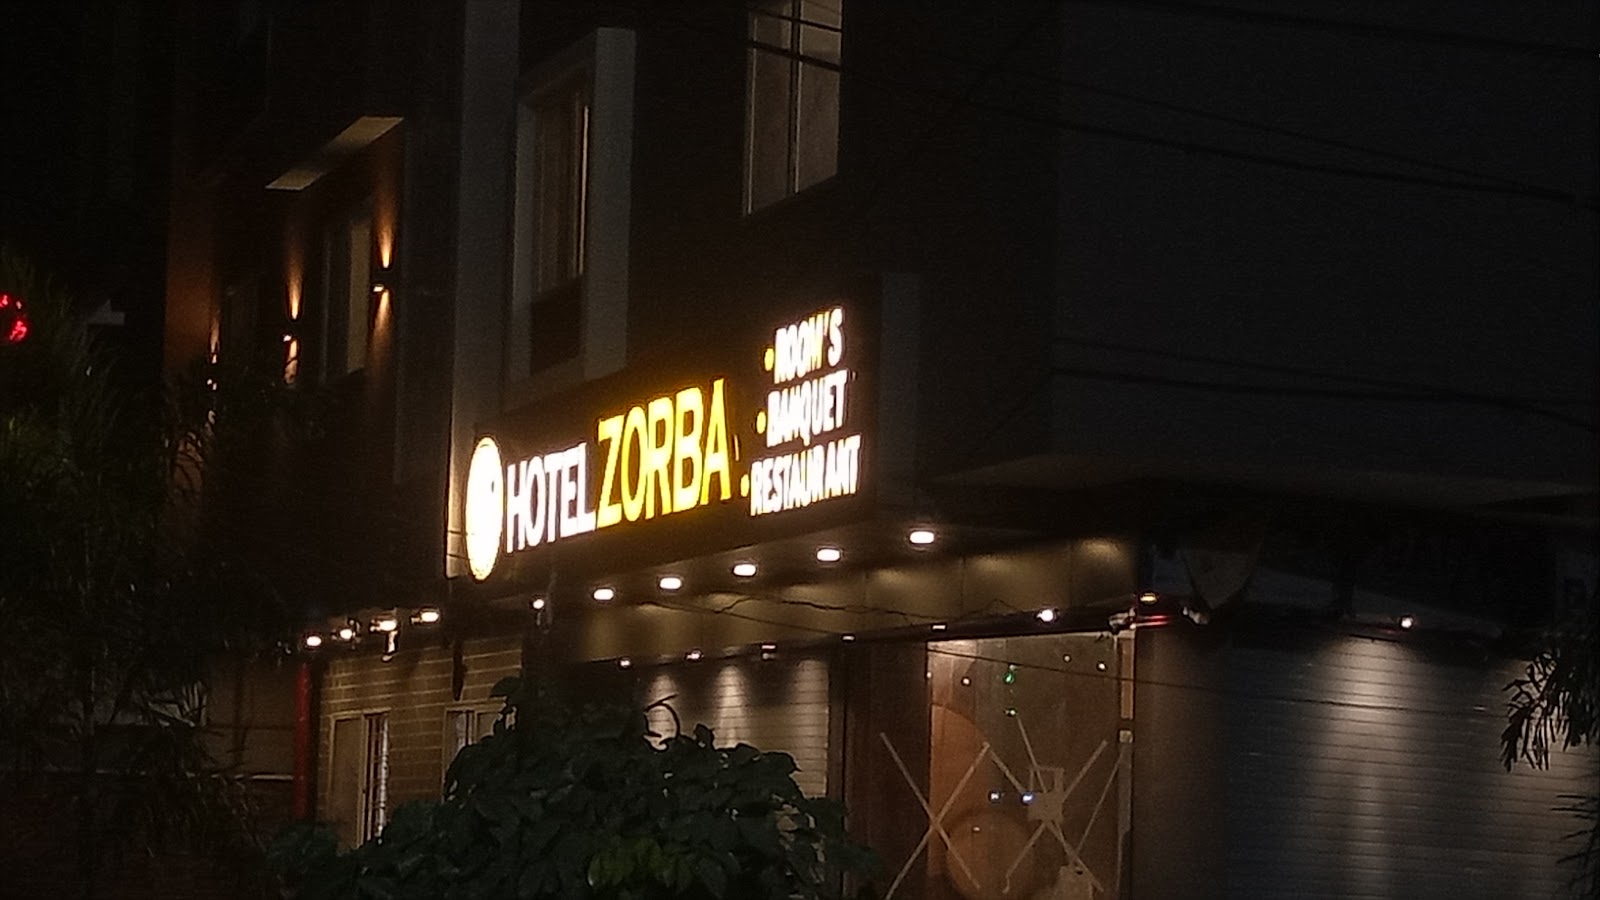 HOTEL ZORBA
• ROOM'S
• BANQUET
• RESTAURANT